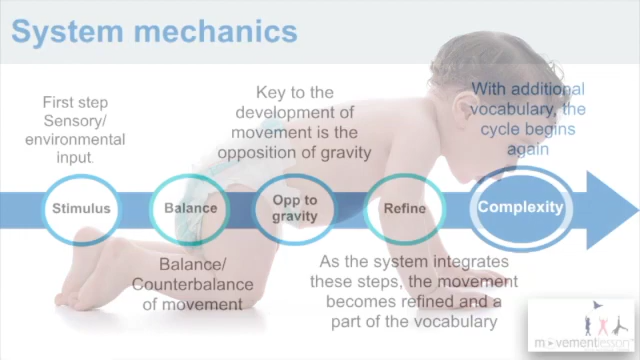 System mechanics
First step
Sensory/
environmental
input
Key to the
development of
movement is the
opposition of gravity
With additional
vocabulary, the
cycle begins
again
Stimulus
Balance
Opp to
gravity
Refine
Complexity
Balance/
Counterbalance
of movement
As the system integrates
these steps, the movement
becomes refined and a
part of the vocabulary
movementlesson